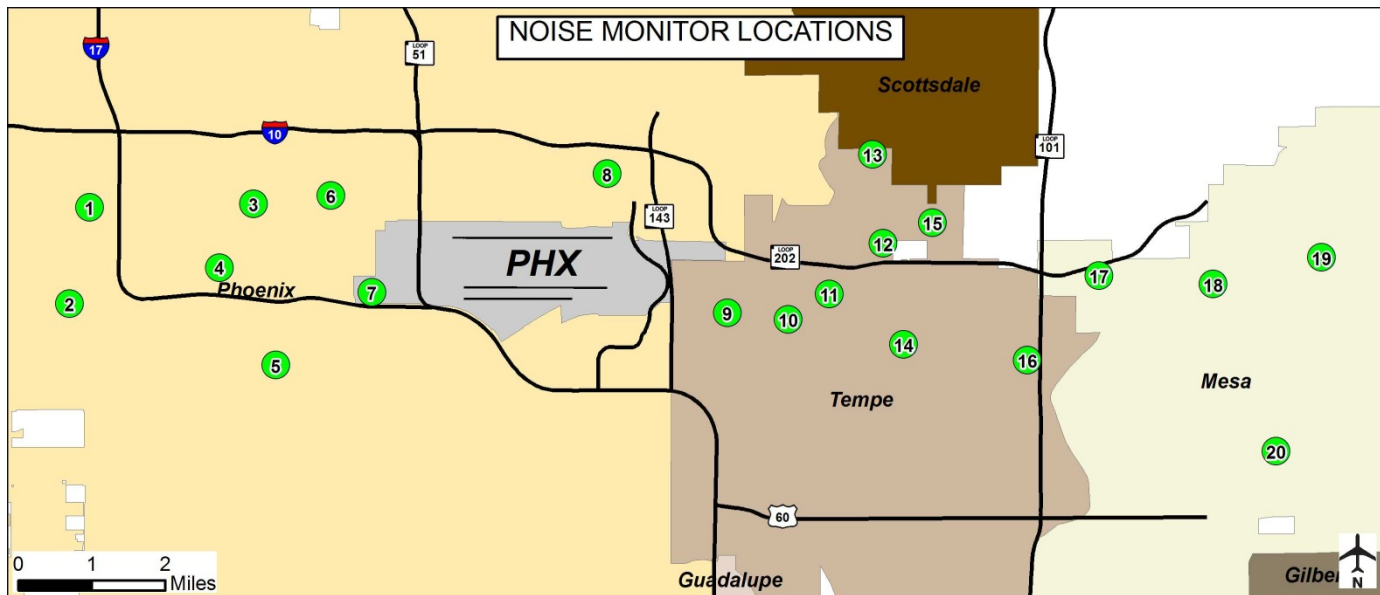 NOISE MONITOR LOCATIONS
17
LOOP
51
Scottsdale
10
LOOP
101
13
8
1
3
6
LOOP
143
15
12
LOOP
202
PHX
4
Phoenix
7
2
17
18
19
11
9
10
14
16
5
Tempe
Mesa
20
60
0 1 2
Miles
Guadalupe
Gilber
N